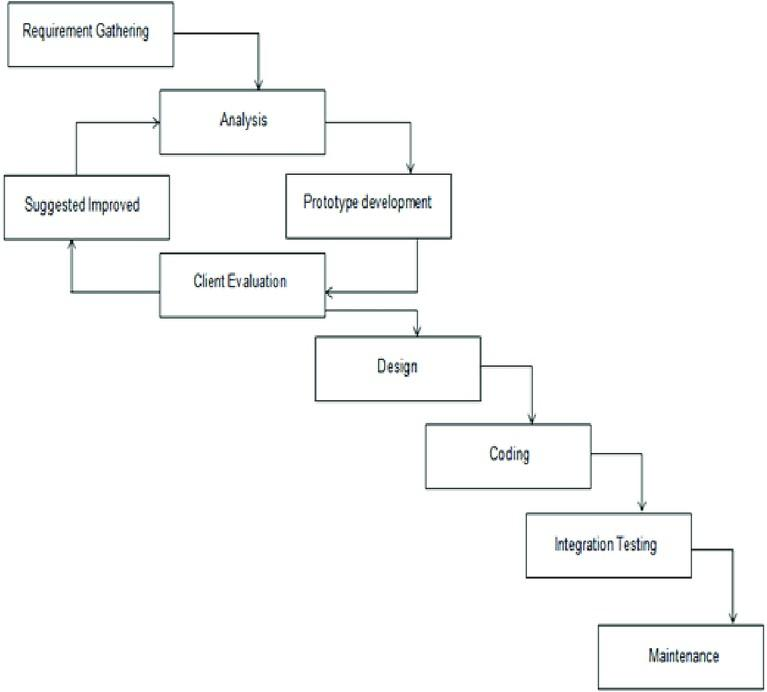 Requirement Gathering
Analysis
Suggested Improved
Prototype development
Client Evaluation
Design
Coding
Integration Testing
Maintenance